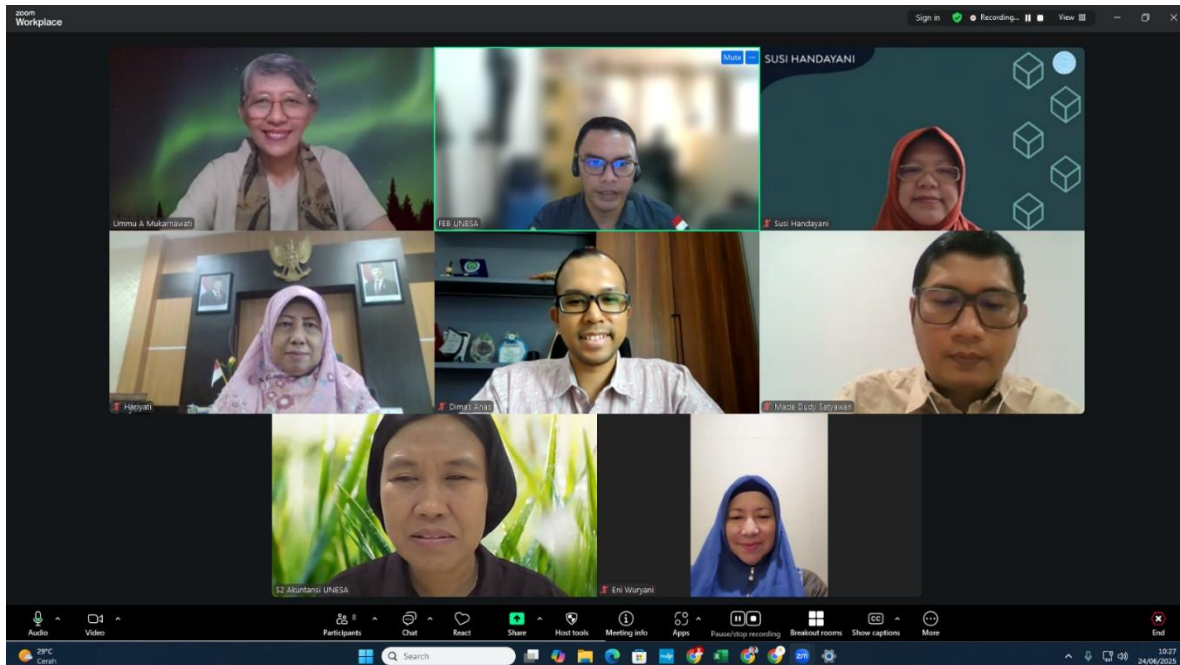 zoom
Workplace
Sign in
Recording...
View
Mute
SUSI HANDAYANI
Ummu A Mukarnawati
FEB UNESA
Susi Handayani
Hariyati
Dimas Anas
Made Dudy Satyawan
S2 Akuntansi UNESA
Eni Wuryani
8
Audio
Video
Participants
Chat
React
Share
Host tools
Meeting info
Apps
Pause/stop recording
Breakout rooms
Show captions
More
End
29°C
Cerah
Search
10:27
24/06/2025